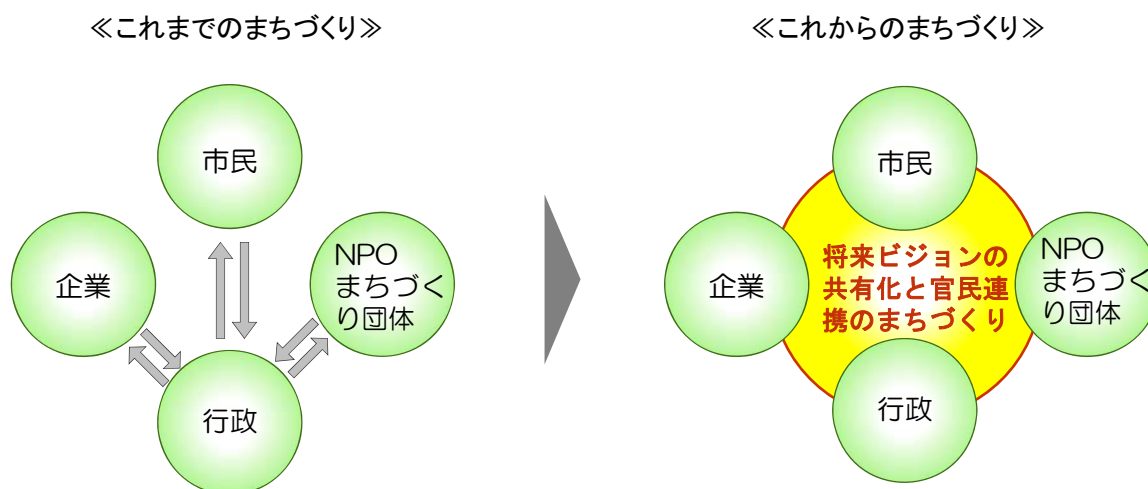 ≪これまでのまちづくり≫
市民
企業
NPO
まちづく
り団体
行政
≪これからのまちづくり≫
市民
企業
将来ビジョンの
共有化と官民連
携のまちづくり
NPO
まちづく
り団体
行政